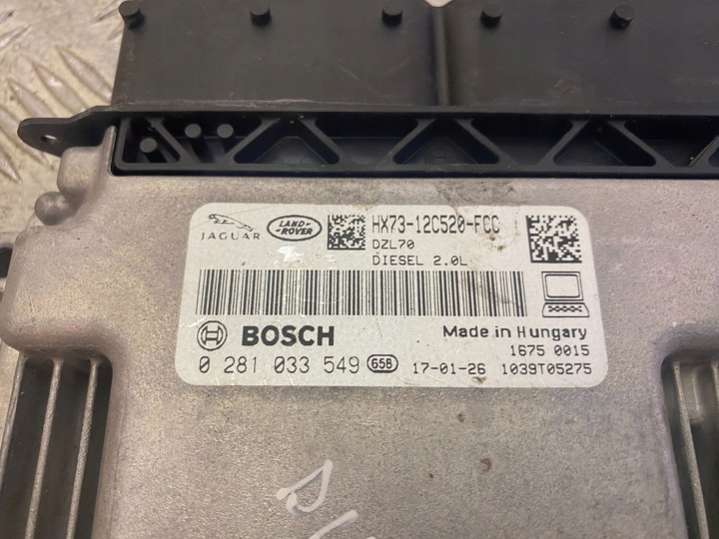 JAGUAR
LAND-
ROVER
HX73-12C520-FCC
DZL70
DIESEL 2.0L
BOSCH
Made in Hungary
1675 0015
0 281 033 549 65B 17-01-26 1039T05275